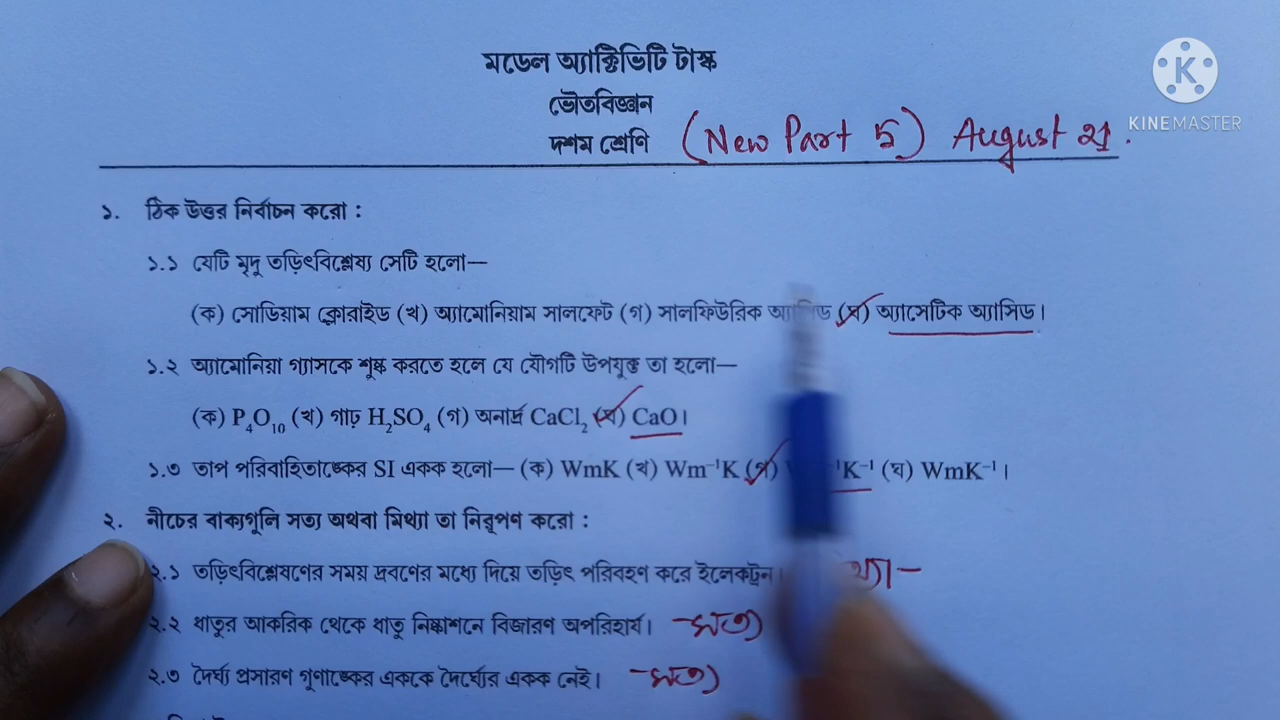 মডেল অ্যাক্টিভিটি টাস্ক
ভৌতবিজ্ঞান
দশম শ্রেণি (New Part 5) August 21.
KINEMASTER
১. ঠিক উত্তর নির্বাচন করো :
১.১ যেটি মৃদু তড়িৎবিশ্লেষ্য সেটি হলো—
(ক) সোডিয়াম ক্লোরাইড (খ) অ্যামোনিয়াম সালফেট (গ) সালফিউরিক অ্যাসিড (ঘ) অ্যাসেটিক অ্যাসিড।
১.২ অ্যামোনিয়া গ্যাসকে শুষ্ক করতে হলে যে যৌগটি উপযুক্ত তা হলো—
(ক) P₄O₁₀ (খ) গাঢ় H₂SO₄ (গ) অনার্দ্র CaCl₂ (ঘ) CaO।
১.৩ তাপ পরিবাহিতাঙ্কের SI একক হলো— (ক) WmK (খ) Wm⁻¹K (গ) K⁻¹ (ঘ) WmK⁻¹।
২. নীচের বাক্যগুলি সত্য অথবা মিথ্যা তা নিরূপণ করো :
২.১ তড়িৎবিশ্লেষণের সময় দ্রবণের মধ্যে দিয়ে তড়িৎ পরিবহণ করে ইলেকট্রন।
২.২ ধাতুর আকরিক থেকে ধাতু নিষ্কাশনে বিজারণ অপরিহার্য। -সত্য
২.৩ দৈর্ঘ্য প্রসারণ গুণাঙ্কের এককে দৈর্ঘ্যের একক নেই। -সত্য